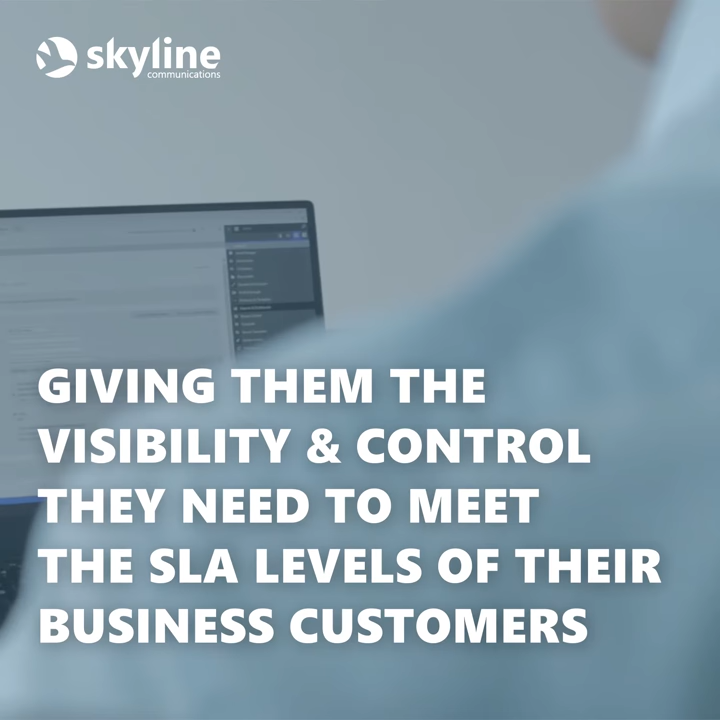 skyline
communications
GIVING THEM THE
VISIBILITY & CONTROL
THEY NEED TO MEET
THE SLA LEVELS OF THEIR
BUSINESS CUSTOMERS